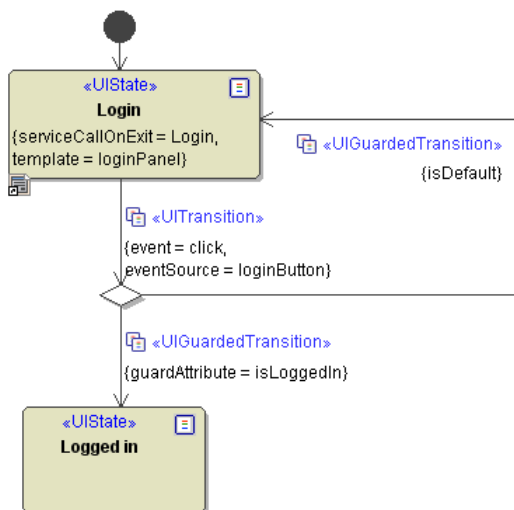 «UIState»
Login
{serviceCallOnExit = Login,
template = loginPanel}
«UIGuardedTransition»
{isDefault}
«UITransition»
{event = click,
eventSource = loginButton}
«UIGuardedTransition»
{guardAttribute = isLoggedIn}
«UIState»
Logged in